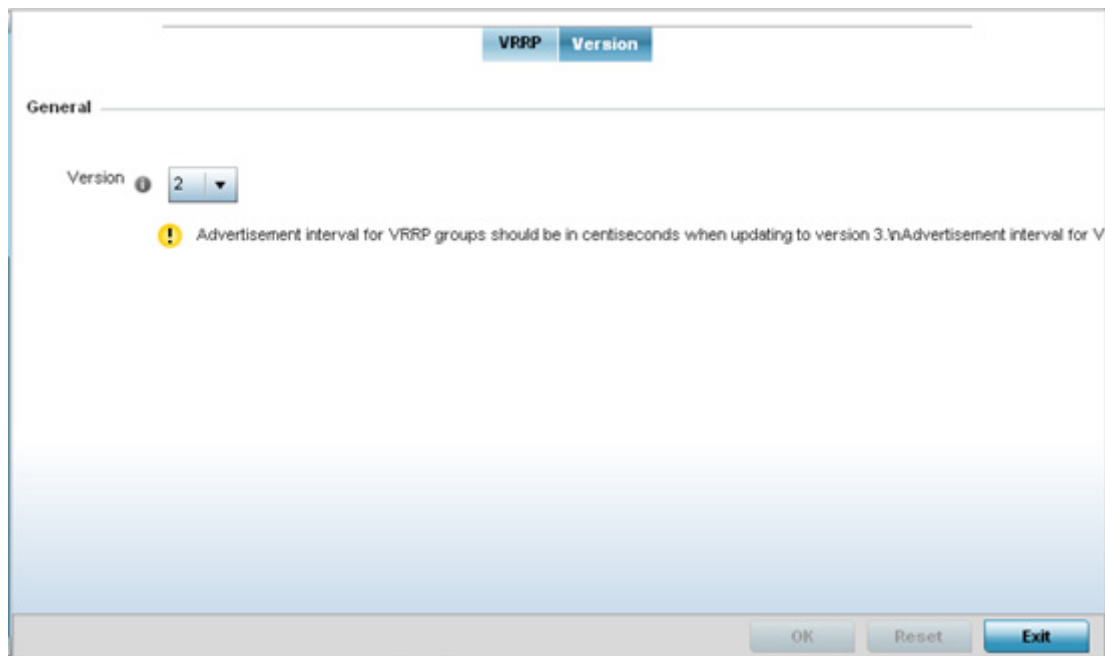 VRRP Version
General
Version 2
Advertisement interval for VRRP groups should be in centiseconds when updating to version 3.\nAdvertisement interval for V
OK Reset Exit